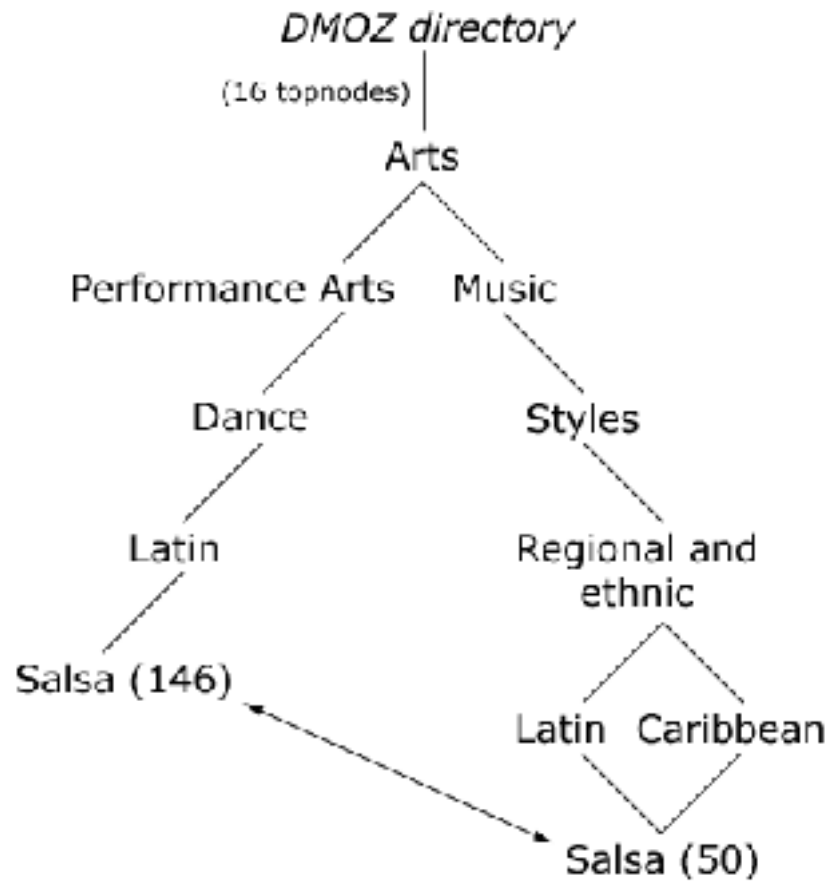 DMOZ directory
(16 topnodes)
Arts
Performance Arts
Music
Dance
Styles
Latin
Regional and
ethnic
Salsa (146)
Latin
Caribbean
Salsa (50)